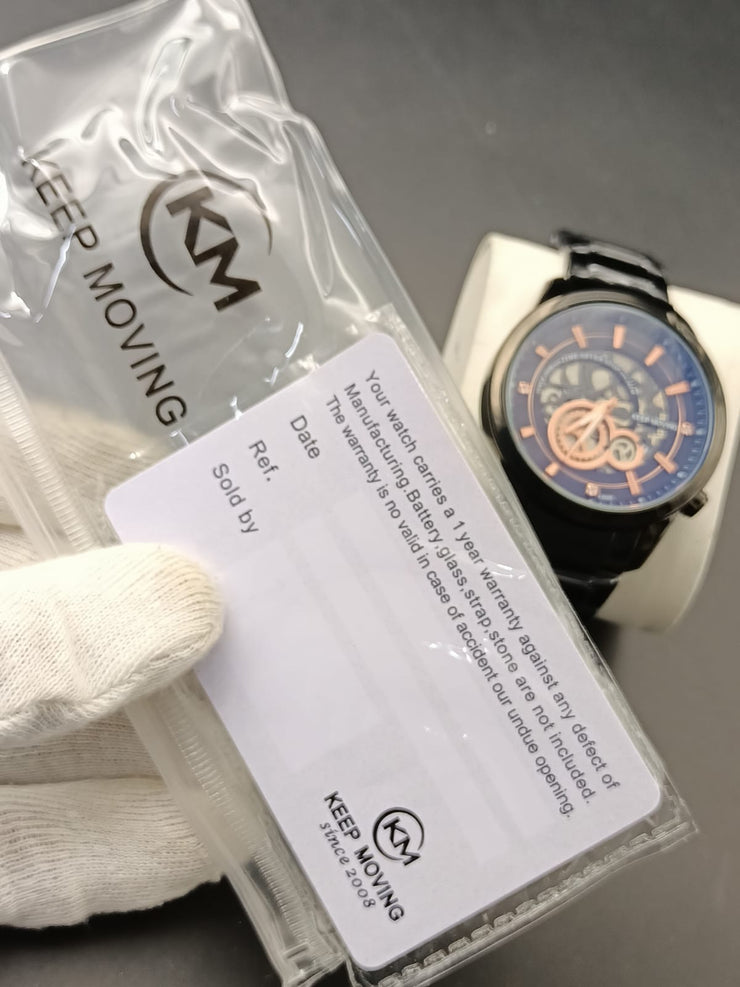 KM
KEEP MOVING
Your watch carries a 1 year warranty against any defect of
Manufacturing.Battery,glass,strap,stone are not included.
The warranty is no valid in case of accident our undue opening.
Date
Ref.
Sold by
KM
KEEP MOVING
since 2008
KEEP MOVING